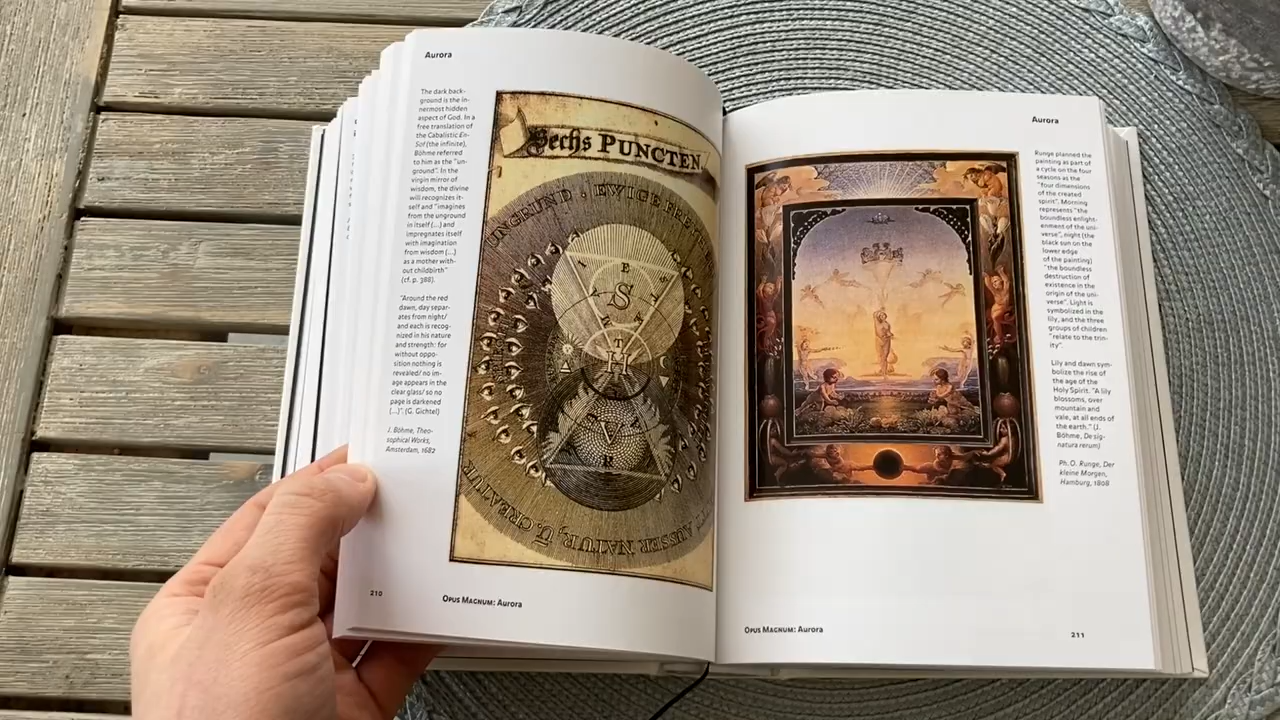 Aurora
The dark back-
ground is the in-
nermost hidden
aspect of God. In a
free translation of
the Cabalistic En-
Sof (the infinite),
Böhme referred
to him as the "un-
ground". In the
virgin mirror of
wisdom, the divine
will recognizes it-
self and "imagines
from the unground
in itself (...) and
impregnates itself
with imagination
from wisdom (...)
as a mother with-
out childbirth"
(cf. p. 388).
"Around the red
dawn, day separ-
ates from night/
and each is recog-
nized in his nature
and strength: for
without oppo-
sition nothing is
revealed/ no im-
age appears in the
clear glass/ so no
page is darkened
(...)". (G. Gichtel)
J. Böhme, Theo-
sophical Works,
Amsterdam, 1682
Sechs PUNCTEN
UNGRUND · EWIGE FREY
AUSSER NATUR, Ü. CREATUR
S
H
V
R
210
OPUS MAGNUM: Aurora
Aurora
Runge planned the
painting as part of
a cycle on the four
seasons as the
"four dimensions
of the created
spirit". Morning
represents "the
boundless enlight-
enment of the uni-
verse", night (the
black sun on the
lower edge
of the painting)
"the boundless
destruction of
existence in the
origin of the uni-
verse". Light is
symbolized in the
lily, and the three
groups of children
"relate to the trin-
ity".
Lily and dawn sym-
bolize the rise of
the age of the
Holy Spirit. "A lily
blossoms, over
mountain and
vale, at all ends of
the earth." (J.
Böhme, De sig-
natura rerum)
Ph. O. Runge, Der
kleine Morgen,
Hamburg, 1808
OPUS MAGNUM: Aurora
211